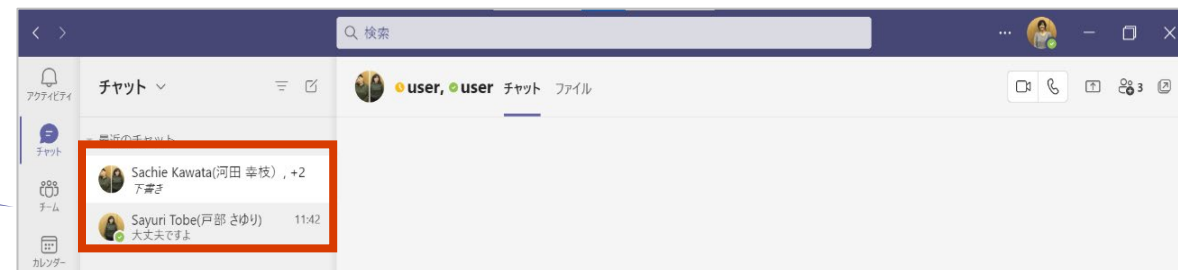 検索
アクティビティ
チャット
チーム
カレンダー
チャット
最近のチャット
Sachie Kawata(河田 幸枝）, +2
下書き
Sayuri Tobe(戸部 さゆり) 11:42
大丈夫ですよ
user, user チャット ファイル
3